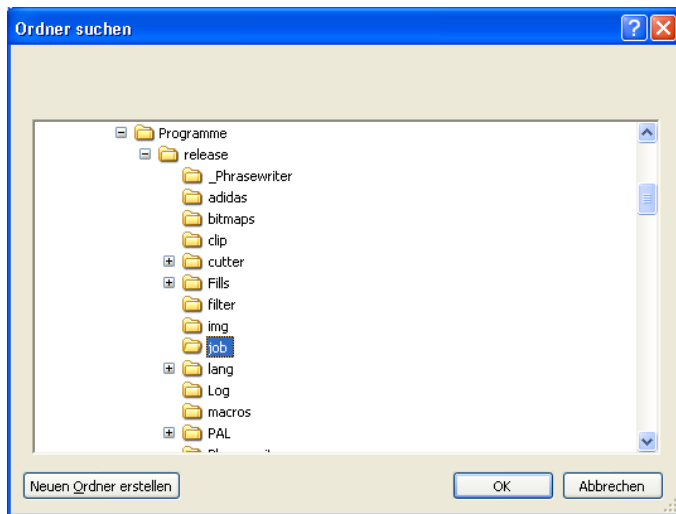 Ordner suchen
Programme
release
_Phrasewriter
adidas
bitmaps
clip
cutter
Fills
filter
img
job
lang
Log
macros
PAL
Neuen Ordner erstellen
OK
Abbrechen